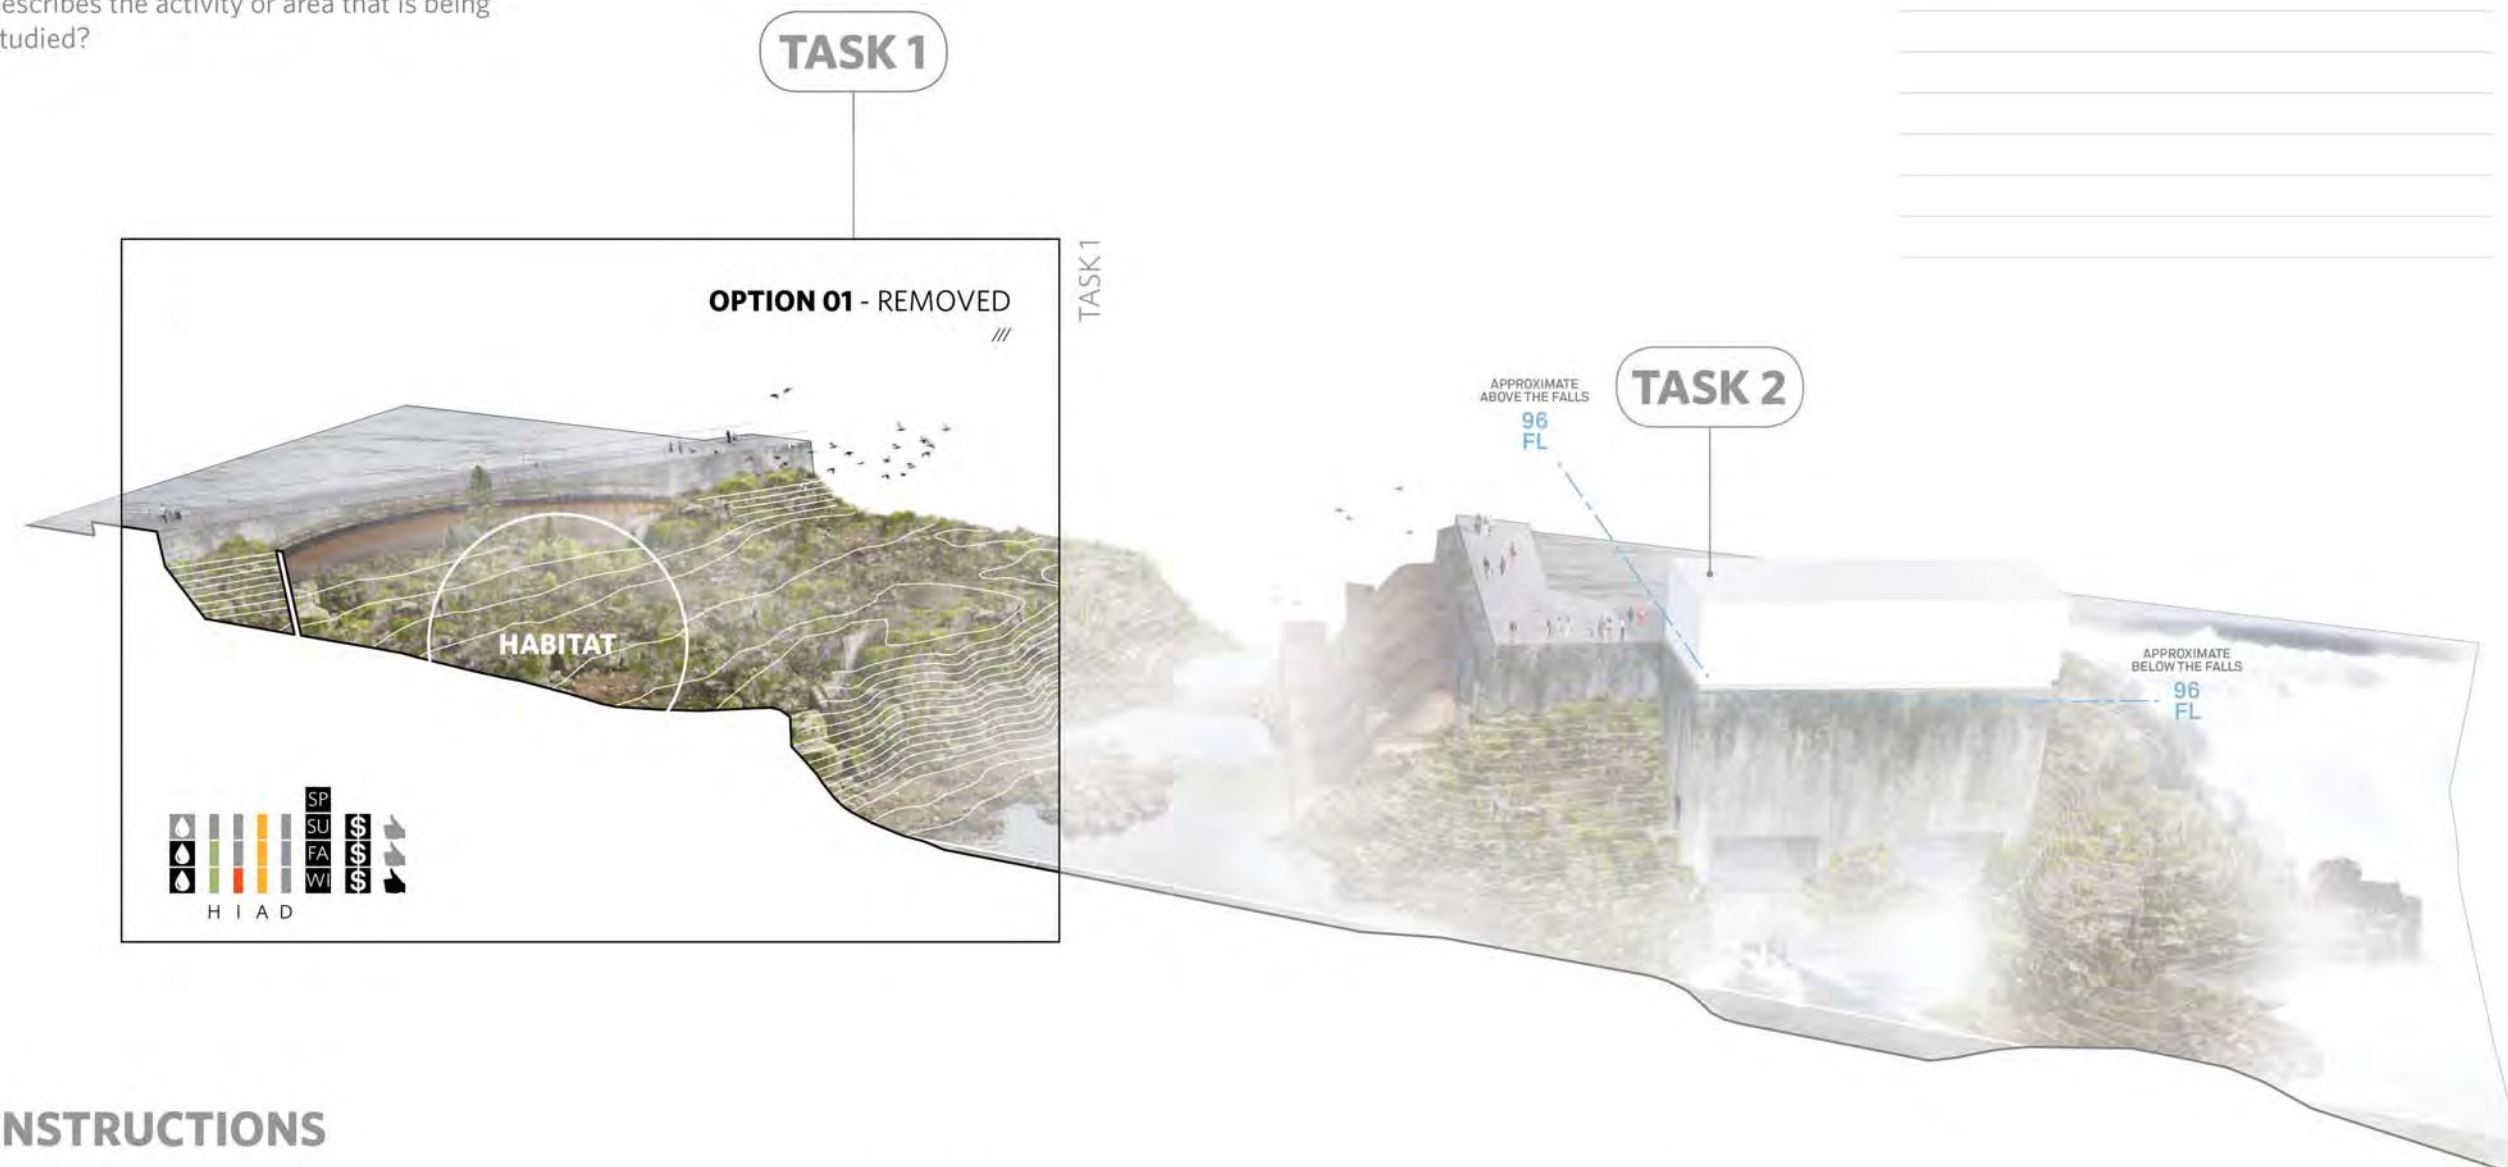 escribes the activity or area that is being
tudied?
TASK 1
TASK 1
OPTION 01 - REMOVED
///
APPROXIMATE
ABOVE THE FALLS
96
FL
TASK 2
HABITAT
APPROXIMATE
BELOW THE FALLS
96
FL
SP
SU $
FA $
WI $
H I A D
NSTRUCTIONS